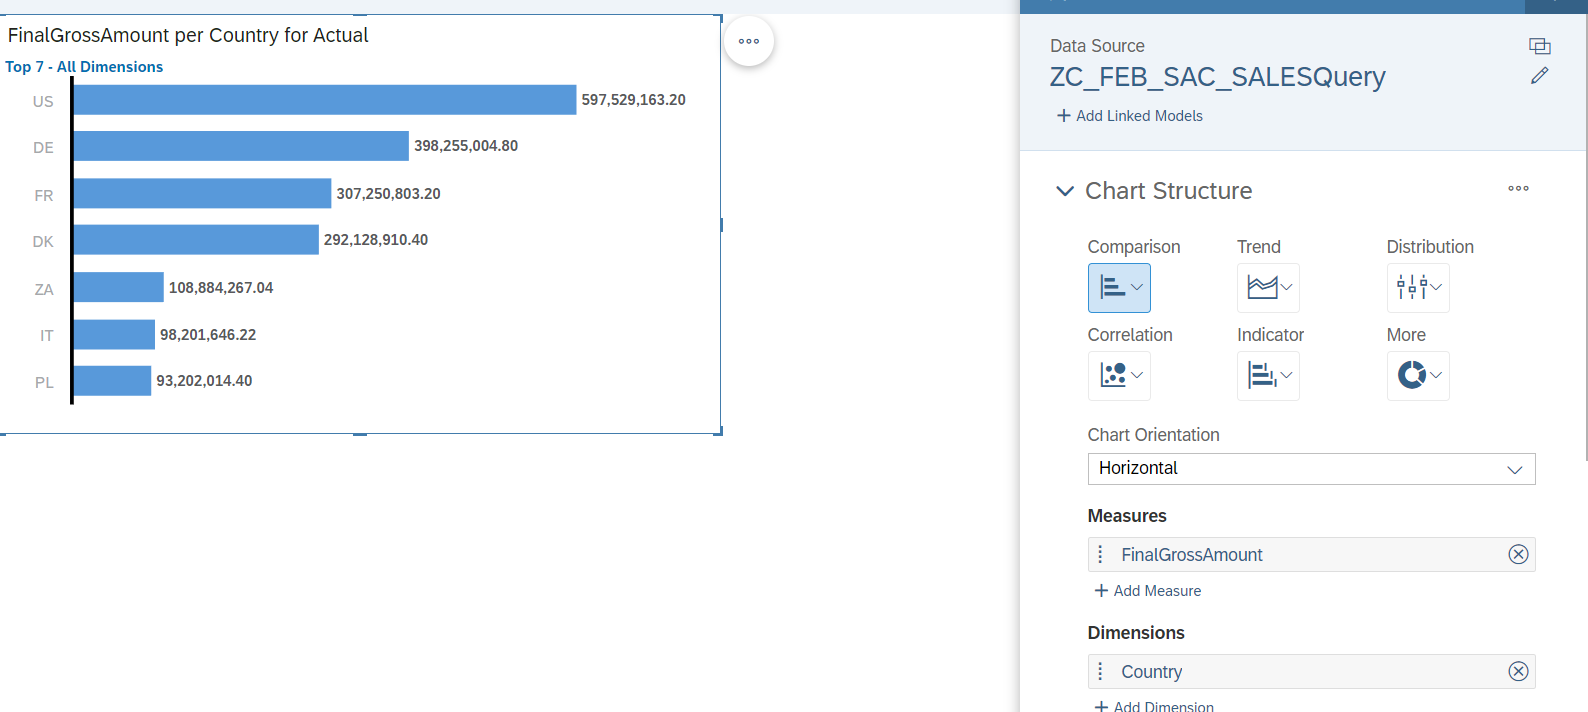 FinalGrossAmount per Country for Actual
Top 7 - All Dimensions
US 597,529,163.20
DE 398,255,004.80
FR 307,250,803.20
DK 292,128,910.40
ZA 108,884,267.04
IT 98,201,646.22
PL 93,202,014.40
Data Source
ZC_FEB_SAC_SALESQuery
+ Add Linked Models
Chart Structure
Comparison Trend Distribution
Correlation Indicator More
Chart Orientation
Horizontal
Measures
FinalGrossAmount
+ Add Measure
Dimensions
Country
+ Add Dimension